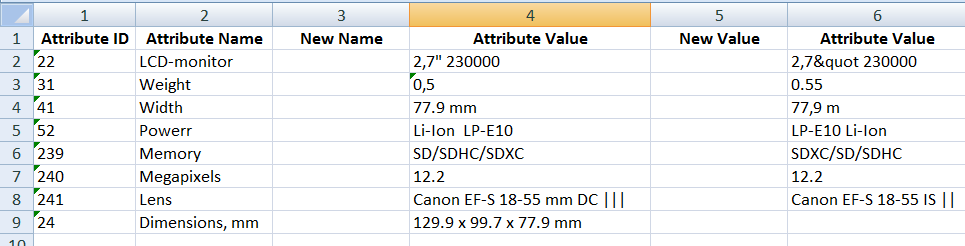 1 2 3 4 5 6
1 Attribute ID Attribute Name New Name Attribute Value New Value Attribute Value
2 22 LCD-monitor 2,7" 230000 2,7&quot 230000
3 31 Weight 0,5 0.55
4 41 Width 77.9 mm 77,9 m
5 52 Powerr Li-Ion  LP-E10 LP-E10 Li-Ion
6 239 Memory SD/SDHC/SDXC SDXC/SD/SDHC
7 240 Megapixels 12.2 12.2
8 241 Lens Canon EF-S 18-55 mm DC ||| Canon EF-S 18-55 IS ||
9 24 Dimensions, mm 129.9 x 99.7 x 77.9 mm
10